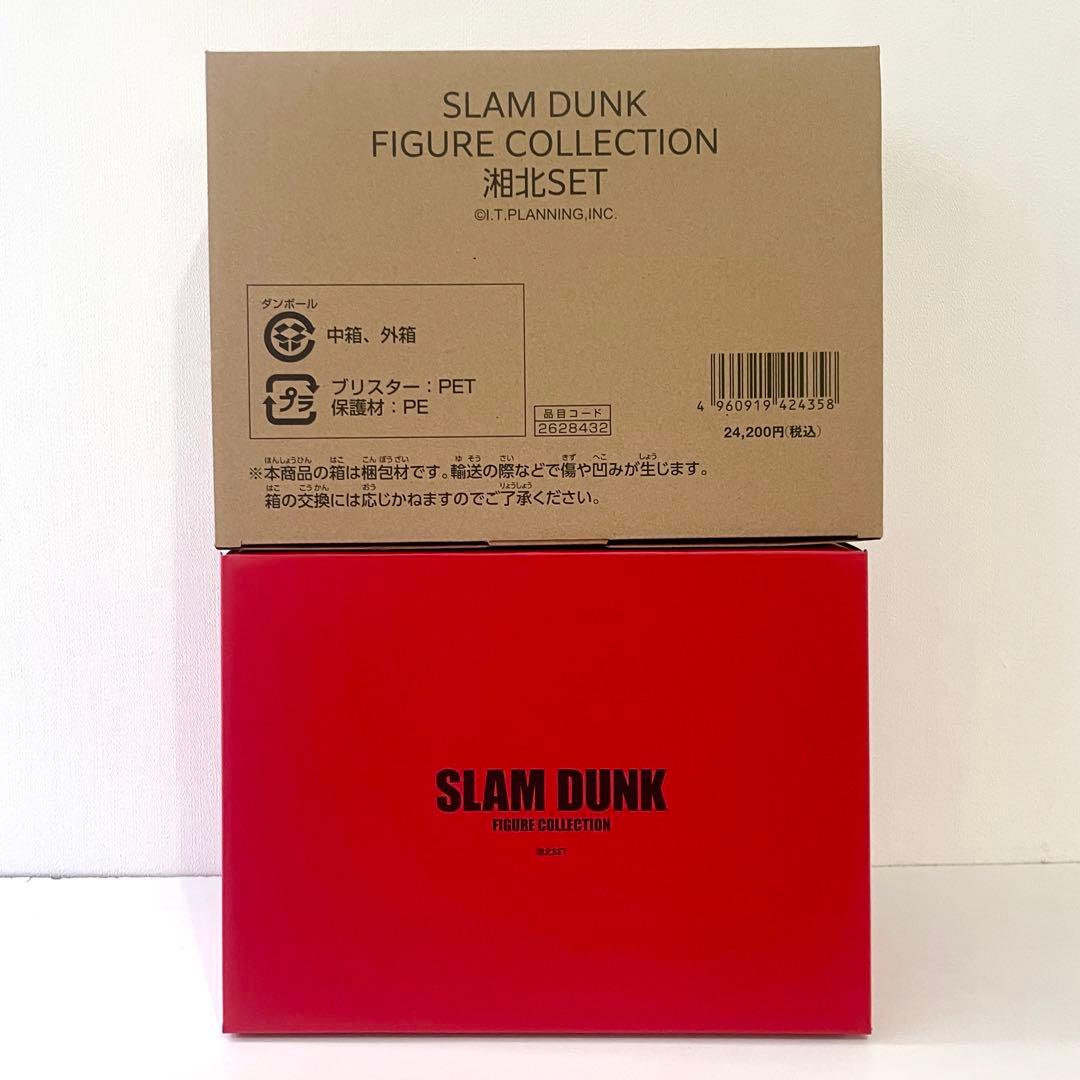 SLAM DUNK
FIGURE COLLECTION
湘北SET
©I.T.PLANNING,INC.
ダンボール
中箱、外箱
プラ
ブリスター：PET
保護材：PE
品目コード
2628432
4 960919 424358
24,200円(税込)
ほんしょうひん はこ こんぽうざい ゆそう さい きず へこ しょう
※本商品の箱は梱包材です。輸送の際などで傷や凹みが生じます。
はこ こうかん おう りょうしょう
箱の交換には応じかねますのでご了承ください。
SLAM DUNK
FIGURE COLLECTION
湘北SET